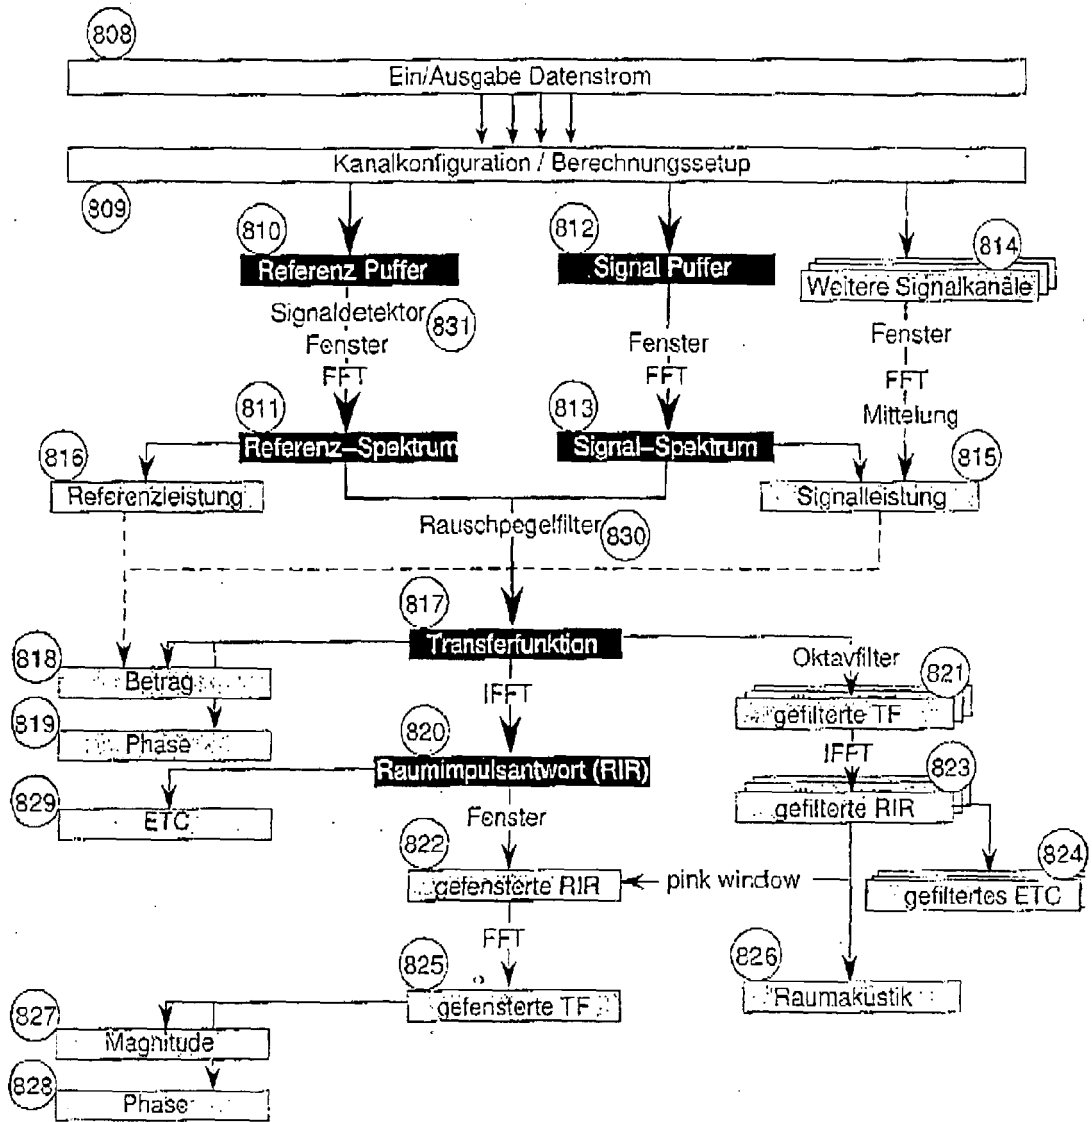 808
Ein/Ausgabe Datenstrom
Kanalkonfiguration / Berechnungssetup
809
810
812
814
Referenz Puffer
Signal Puffer
Weitere Signalkanäle
Signaldetektor
831
Fenster
Fenster
Fenster
FFT
FFT
FFT
Mittelung
811
813
816
815
Referenz-Spektrum
Signal-Spektrum
Referenzleistung
Signalleistung
Rauschpegelfilter
830
817
Transferfunktion
818
Betrag
Oktavfilter
821
819
IFFT
gefilterte TF
Phase
820
IFFT
823
Raumimpulsantwort (RIR)
829
ETC
gefilterte RIR
Fenster
822
824
gefensterte RIR
pink window
gefiltertes ETC
FFT
825
826
gefensterte TF
Raumakustik
827
Magnitude
828
Phase